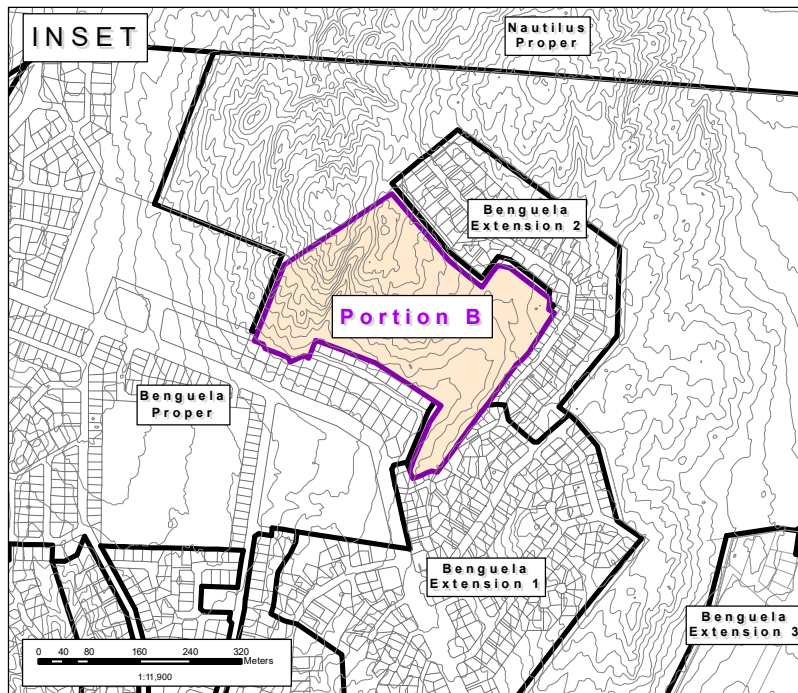 INSET
Nautilus
Proper
Benguela
Extension 2
Portion B
Benguela
Proper
Benguela
Extension 1
Benguela
Extension 3
0 40 80 160 240 320
Meters
1:11,900